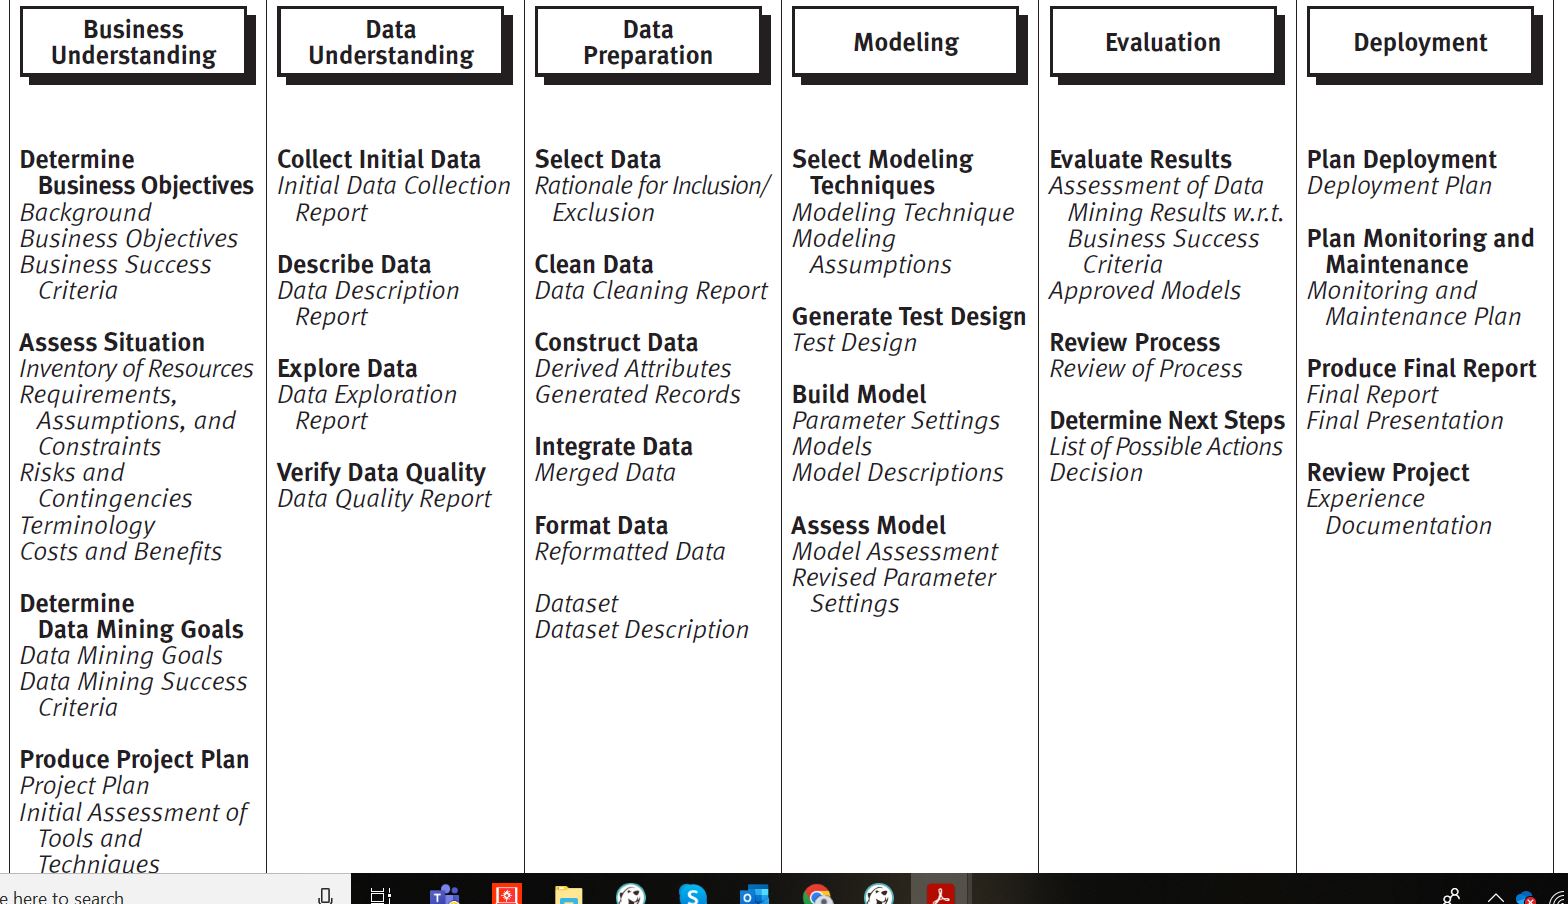 Business
Understanding
Data
Understanding
Data
Preparation
Modeling
Evaluation
Deployment
Determine
Business Objectives
Background
Business Objectives
Business Success
Criteria
Assess Situation
Inventory of Resources
Requirements,
Assumptions, and
Constraints
Risks and
Contingencies
Terminology
Costs and Benefits
Determine
Data Mining Goals
Data Mining Goals
Data Mining Success
Criteria
Produce Project Plan
Project Plan
Initial Assessment of
Tools and
Techniques
Collect Initial Data
Initial Data Collection
Report
Describe Data
Data Description
Report
Explore Data
Data Exploration
Report
Verify Data Quality
Data Quality Report
Select Data
Rationale for Inclusion/
Exclusion
Clean Data
Data Cleaning Report
Construct Data
Derived Attributes
Generated Records
Integrate Data
Merged Data
Format Data
Reformatted Data
Dataset
Dataset Description
Select Modeling
Techniques
Modeling Technique
Modeling
Assumptions
Generate Test Design
Test Design
Build Model
Parameter Settings
Models
Model Descriptions
Assess Model
Model Assessment
Revised Parameter
Settings
Evaluate Results
Assessment of Data
Mining Results w.r.t.
Business Success
Criteria
Approved Models
Review Process
Review of Process
Determine Next Steps
List of Possible Actions
Decision
Plan Deployment
Deployment Plan
Plan Monitoring and
Maintenance
Monitoring and
Maintenance Plan
Produce Final Report
Final Report
Final Presentation
Review Project
Experience
Documentation
e here to search